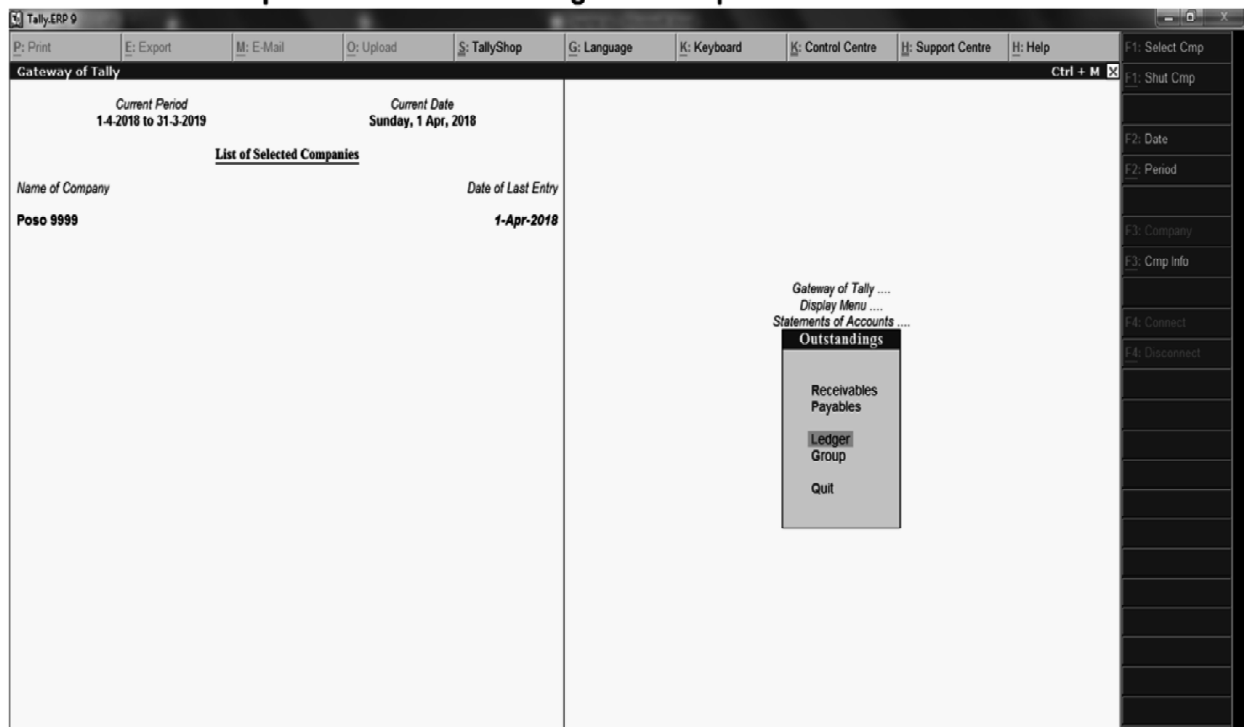 Tally.ERP 9
P: Print E: Export M: E-Mail O: Upload S: TallyShop G: Language K: Keyboard K: Control Centre H: Support Centre H: Help
Gateway of Tally Ctrl + M X
Current Period Current Date
1-4-2018 to 31-3-2019 Sunday, 1 Apr, 2018
List of Selected Companies
Name of Company Date of Last Entry
Poso 9999 1-Apr-2018
Gateway of Tally ....
Display Menu ....
Statements of Accounts ....
Outstandings
Receivables
Payables
Ledger
Group
Quit
F1: Select Cmp
F1: Shut Cmp
F2: Date
F2: Period
F3: Company
F3: Cmp Info
F4: Connect
F4: Disconnect